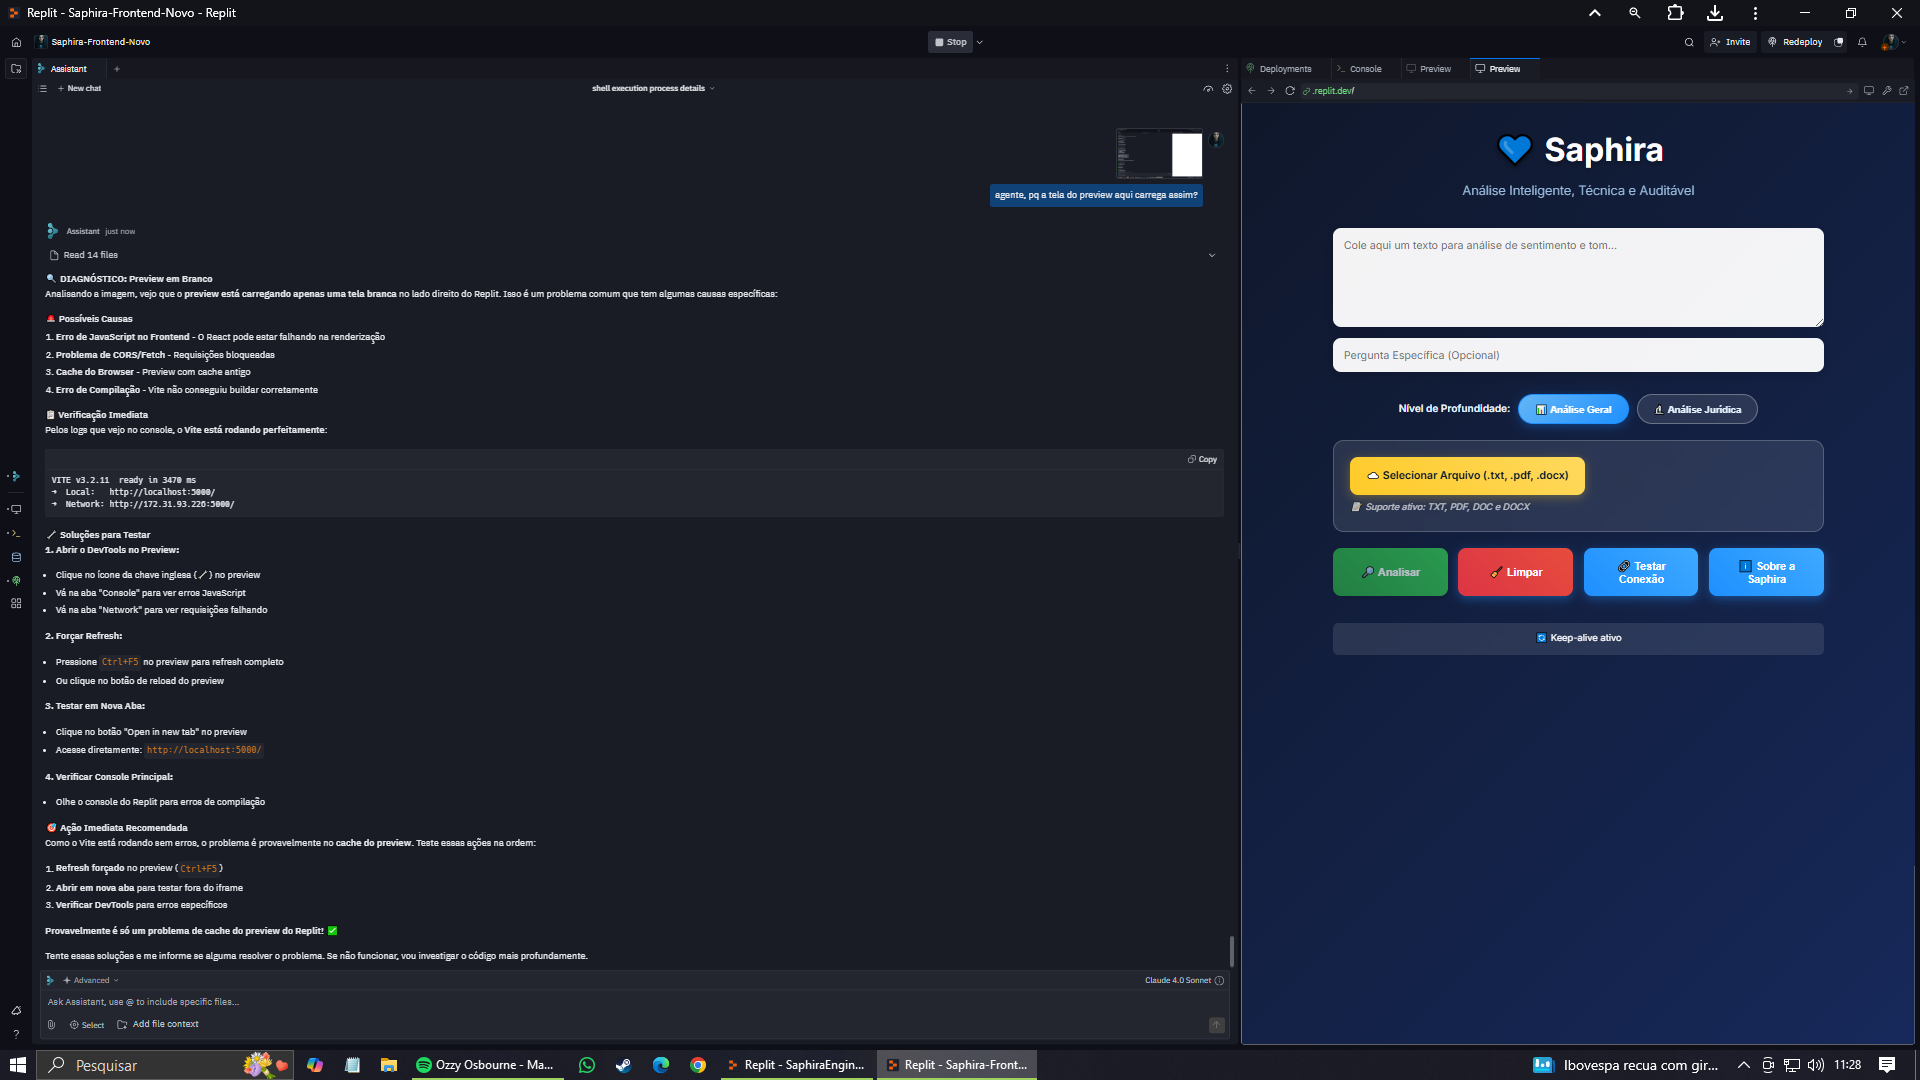 Replit - Saphira-Frontend-Novo - Replit
Saphira-Frontend-Novo
Stop
Invite
Redeploy
Assistant
New chat
shell execution process details
agente, pq a tela do preview aqui carrega assim?
Assistant just now
Read 14 files
🔍 DIAGNÓSTICO: Preview em Branco
Analisando a imagem, vejo que o preview está carregando apenas uma tela branca no lado direito do Replit. Isso é um problema comum que tem algumas causas específicas:
🚨 Possíveis Causas
1. Erro de JavaScript no Frontend - O React pode estar falhando na renderização
2. Problema de CORS/Fetch - Requisições bloqueadas
3. Cache do Browser - Preview com cache antigo
4. Erro de Compilação - Vite não conseguiu buildar corretamente
📋 Verificação Imediata
Pelos logs que vejo no console, o Vite está rodando perfeitamente:
Copy
VITE v3.2.11  ready in 3470 ms
➜  Local:   http://localhost:5000/
➜  Network: http://172.31.93.226:5000/
🔧 Soluções para Testar
1. Abrir o DevTools no Preview:
• Clique no ícone da chave inglesa (🔧) no preview
• Vá na aba "Console" para ver erros JavaScript
• Vá na aba "Network" para ver requisições falhando
2. Forçar Refresh:
• Pressione Ctrl+F5 no preview para refresh completo
• Ou clique no botão de reload do preview
3. Testar em Nova Aba:
• Clique no botão "Open in new tab" no preview
• Acesse diretamente: http://localhost:5000/
4. Verificar Console Principal:
• Olhe o console do Replit para erros de compilação
🎯 Ação Imediata Recomendada
Como o Vite está rodando sem erros, o problema é provavelmente no cache do preview. Teste essas ações na ordem:
1. Refresh forçado no preview (Ctrl+F5)
2. Abrir em nova aba para testar fora do iframe
3. Verificar DevTools para erros específicos
Provavelmente é só um problema de cache do preview do Replit! ✅
Tente essas soluções e me informe se alguma resolver o problema. Se não funcionar, vou investigar o código mais profundamente.
Advanced
Claude 4.0 Sonnet
Ask Assistant, use @ to include specific files...
Select
Add file context
Deployments
Console
Preview
Preview
.replit.dev/
💙 Saphira
Análise Inteligente, Técnica e Auditável
Cole aqui um texto para análise de sentimento e tom...
Pergunta Específica (Opcional)
Nível de Profundidade:
📊 Análise Geral
🔬 Análise Jurídica
☁ Selecionar Arquivo (.txt, .pdf, .docx)
Suporte ativo: TXT, PDF, DOC e DOCX
🔎 Analisar
🧹 Limpar
Testar
Conexão
Sobre a
Saphira
Keep-alive ativo
Pesquisar
Ozzy Osbourne - Ma...
Replit - SaphiraEngin...
Replit - Saphira-Front...
Ibovespa recua com gir...
11:28